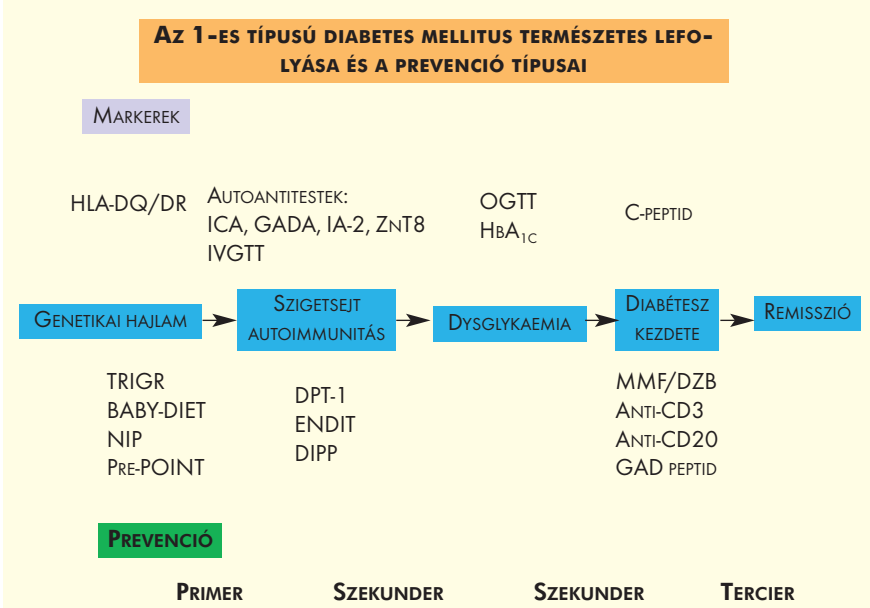 AZ 1-ES TÍPUSÚ DIABETES MELLITUS TERMÉSZETES LEFO-
LYÁSA ÉS A PREVENCIÓ TÍPUSAI
MARKEREK
HLA-DQ/DR
AUTOANTITESTEK:
ICA, GADA, IA-2, ZNT8
IVGTT
OGTT
HBA1C
C-PEPTID
GENETIKAI HAJLAM
SZIGETSEJT
AUTOIMMUNITÁS
DYSGLYKAEMIA
DIABÉTESZ
KEZDETE
REMISSZIÓ
TRIGR
BABY-DIET
NIP
PRE-POINT
DPT-1
ENDIT
DIPP
MMF/DZB
ANTI-CD3
ANTI-CD20
GAD PEPTID
PREVENCIÓ
PRIMER SZEKUNDER SZEKUNDER TERCIER